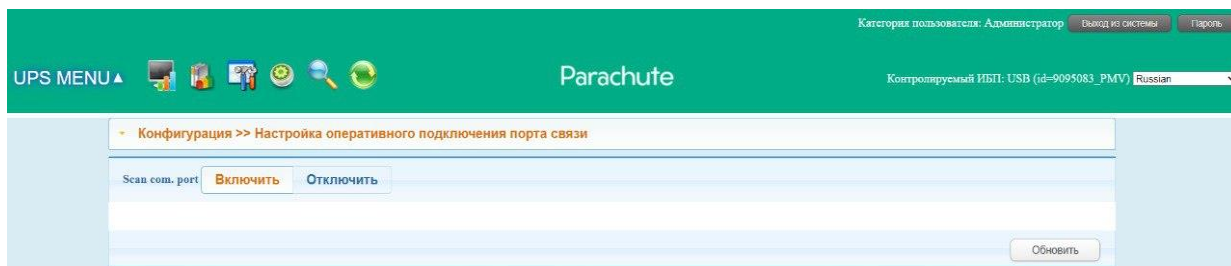 Категория пользователя: Администратор Выход из системы Пароль
UPS MENU▲ Parachute Контролируемый ИБП: USB (id=9095083_PMV) Russian
Конфигурация >> Настройка оперативного подключения порта связи
Scan com. port Включить Отключить
Обновить